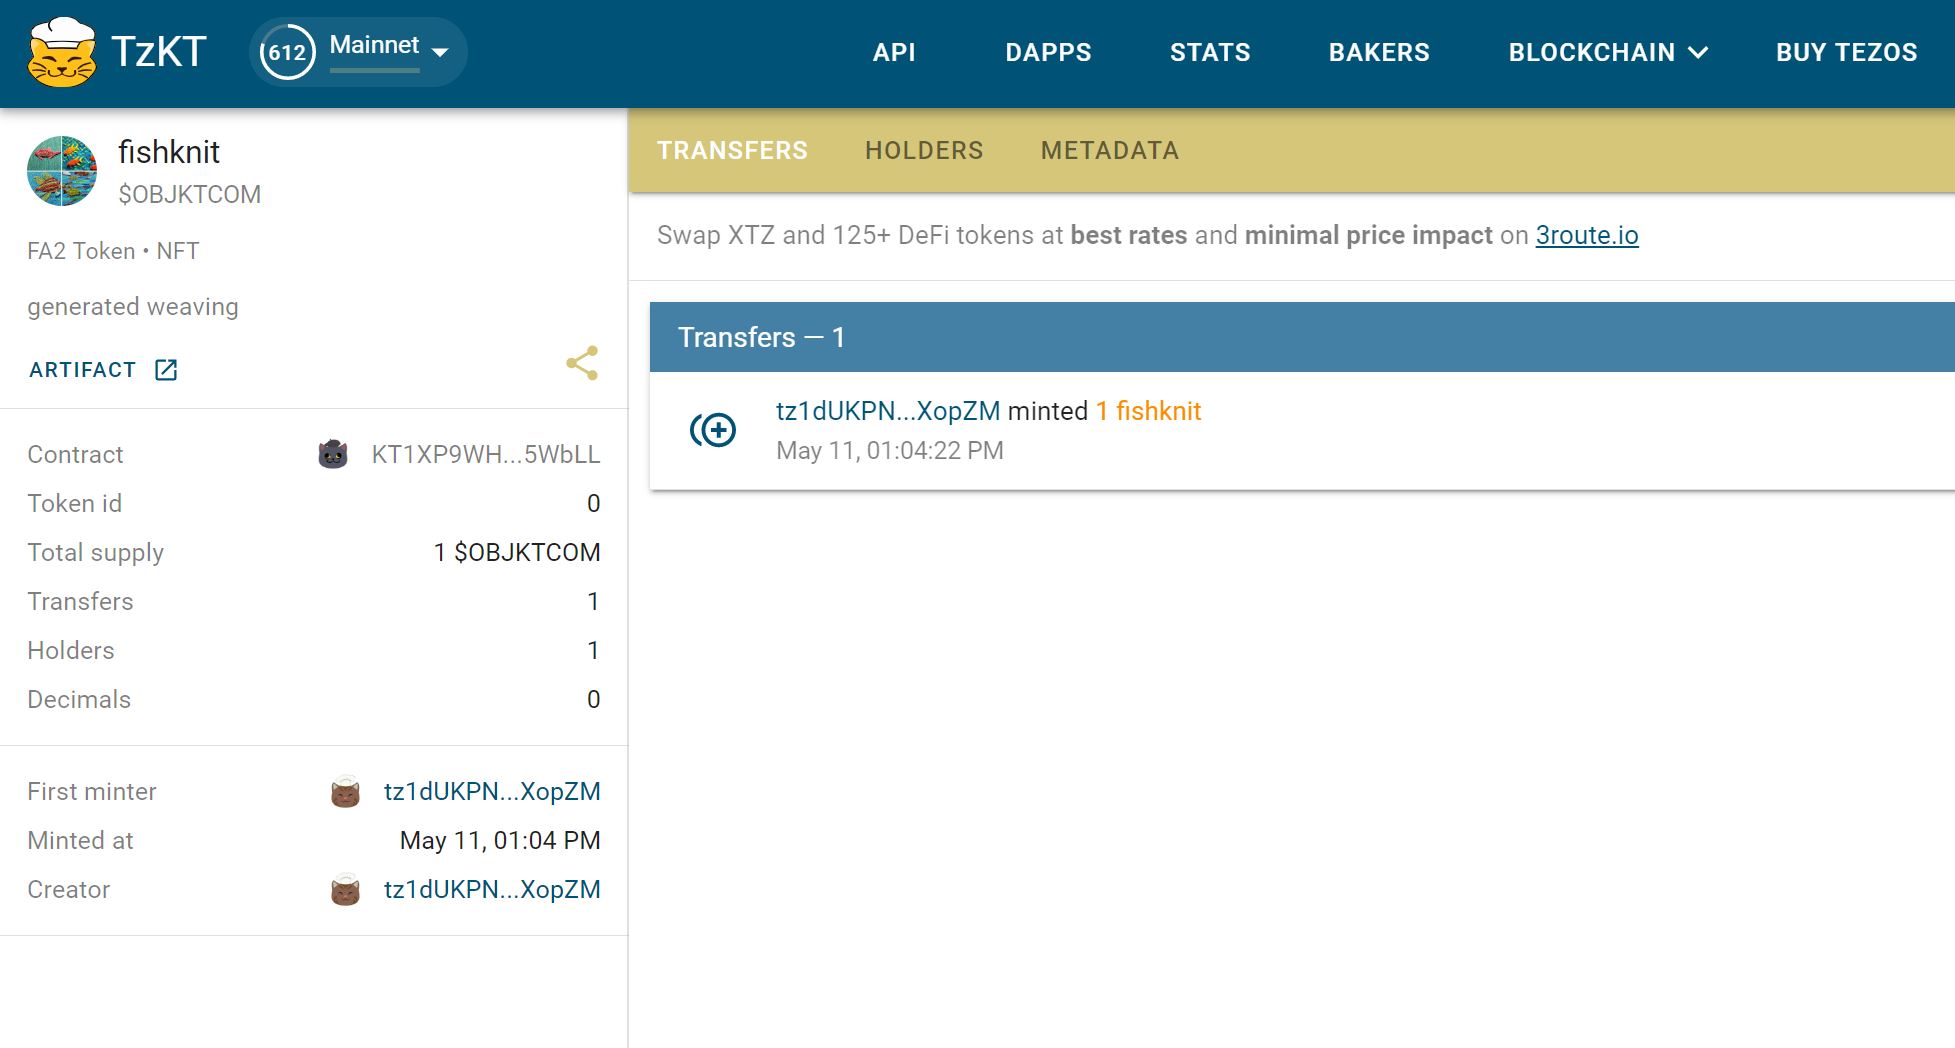 TzKT
612 Mainnet
API DAPPS STATS BAKERS BLOCKCHAIN BUY TEZOS
fishknit
$OBJKTCOM
FA2 Token • NFT
generated weaving
ARTIFACT
Contract KT1XP9WH...5WbLL
Token id 0
Total supply 1 $OBJKTCOM
Transfers 1
Holders 1
Decimals 0
First minter tz1dUKPN...XopZM
Minted at May 11, 01:04 PM
Creator tz1dUKPN...XopZM
TRANSFERS HOLDERS METADATA
Swap XTZ and 125+ DeFi tokens at best rates and minimal price impact on 3route.io
Transfers — 1
tz1dUKPN...XopZM minted 1 fishknit
May 11, 01:04:22 PM